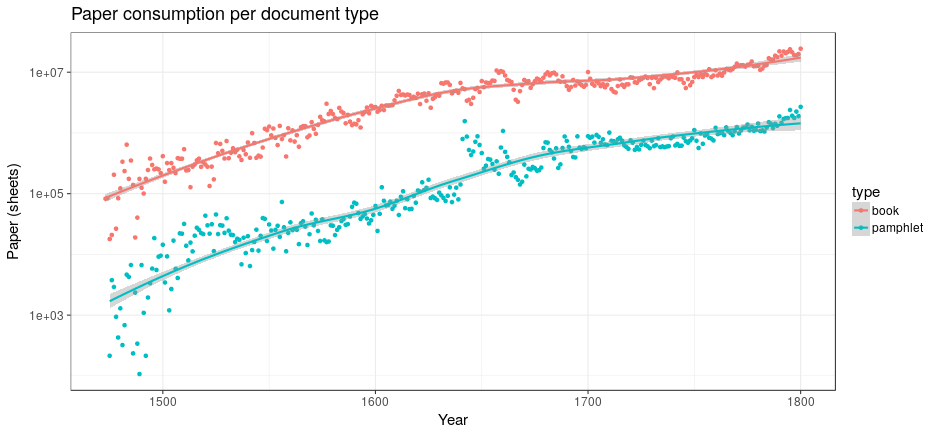 Paper consumption per document type
Paper (sheets)
1e+07
1e+05
1e+03
1500
1600
1700
1800
Year
type
book
pamphlet